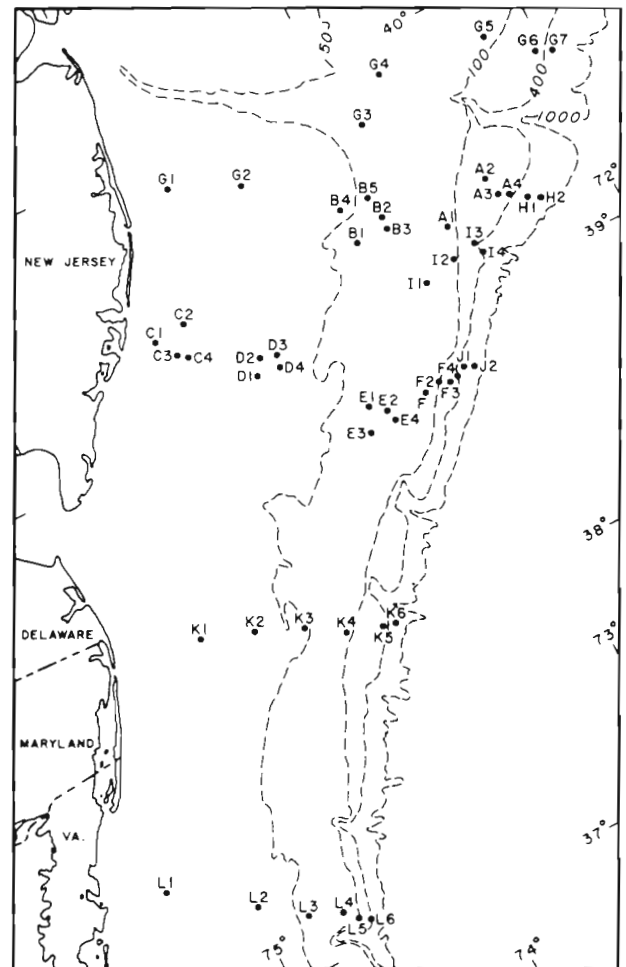 50
40°
G5
100
G6 G7
400
G4
1000
G3
72°
G1
G2
A2
B5
A3
A4
B4
B2
H1
H2
39°
B3
A1
B1
I3
I2
I4
NEW JERSEY
I1
C2
C1
C3
C4
D3
D2
D4
D1
J1
J2
F4
F2
F3
F
E1
E2
E4
E3
38°
K6
DELAWARE
K1
K2
K3
K4
K5
73°
MARYLAND
37°
VA.
L1
L2
L3
L4
L5
L6
75°
74°